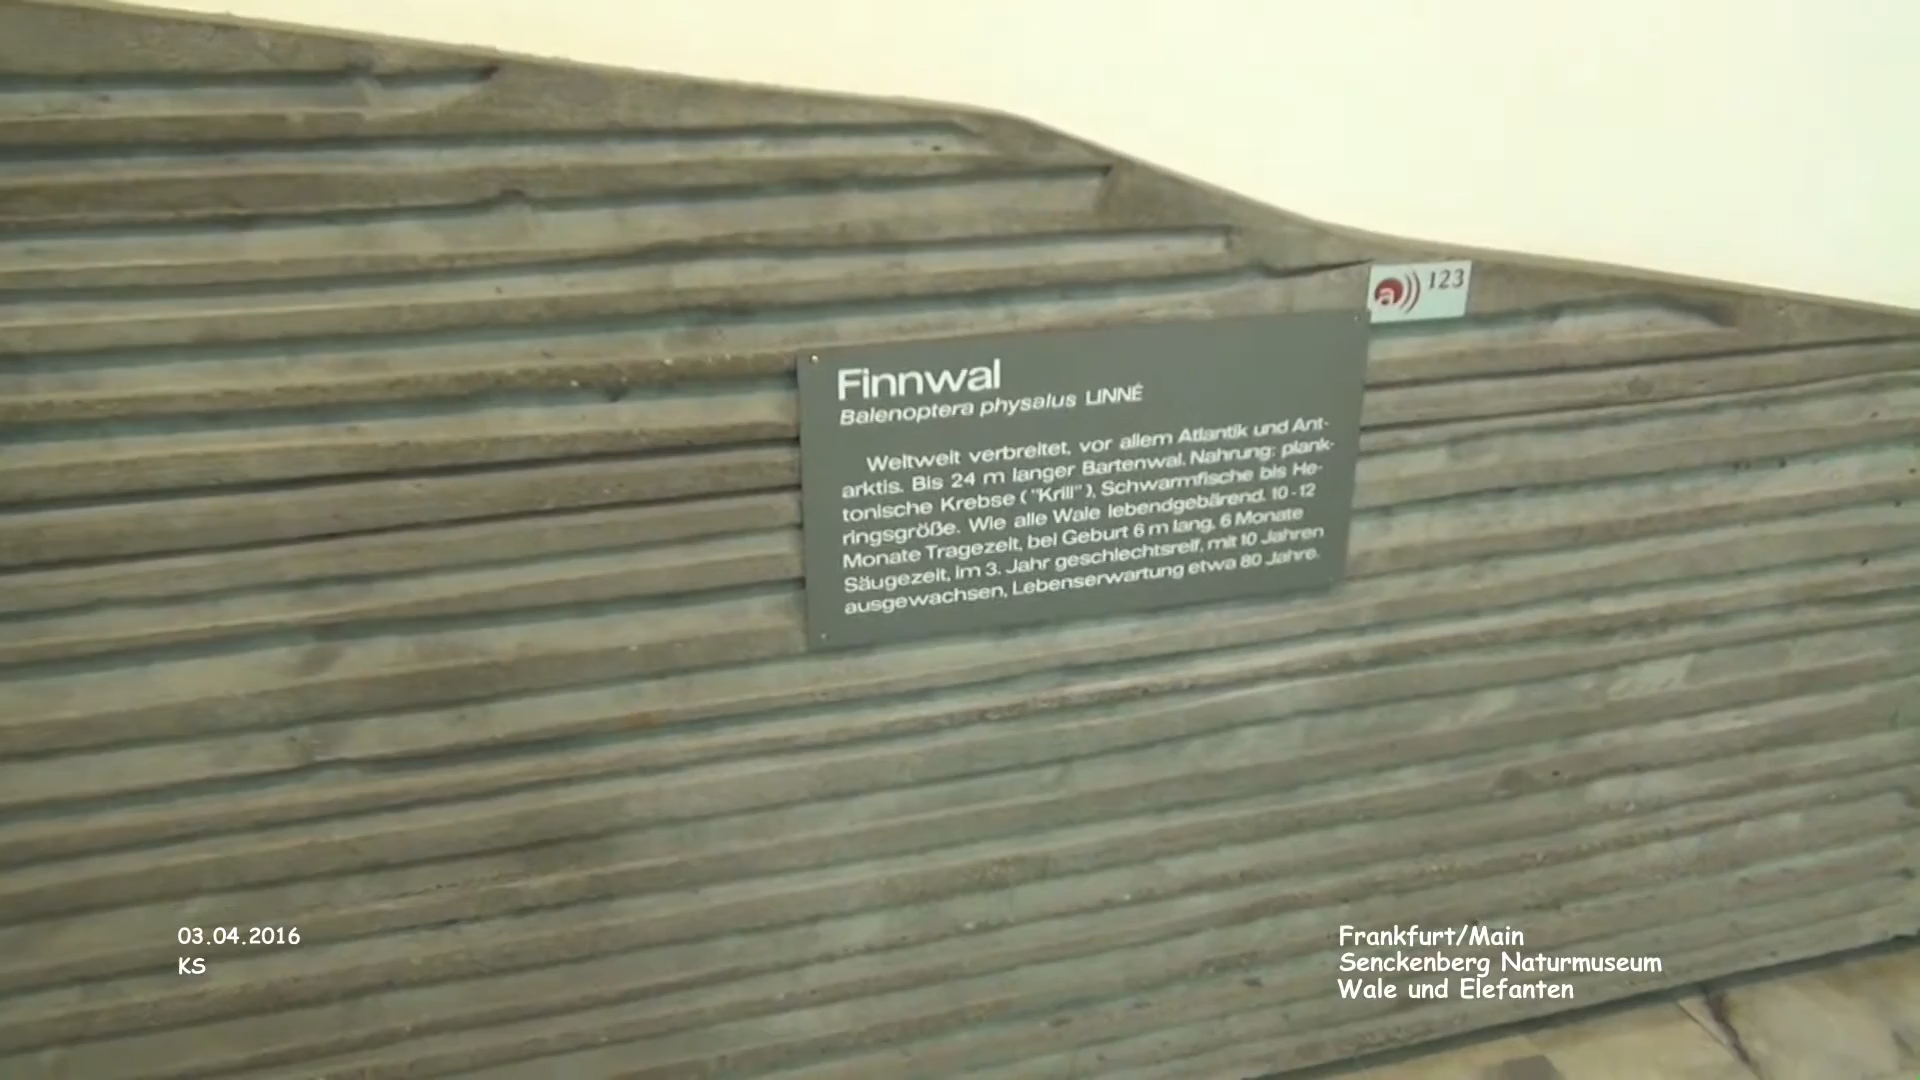 123
Finnwal
Balenoptera physalus LINNÉ
Weltweit verbreitet, vor allem Atlantik und Ant-
arktis. Bis 24 m langer Bartenwal. Nahrung: plank-
tonische Krebse ("Krill"), Schwarmfische bis He-
ringsgröße. Wie alle Wale lebendgebärend. 10-12
Monate Tragezeit, bei Geburt 6 m lang, 6 Monate
Säugezeit, im 3. Jahr geschlechtsreif, mit 10 Jahren
ausgewachsen, Lebenserwartung etwa 80 Jahre.
03.04.2016
KS
Frankfurt/Main
Senckenberg Naturmuseum
Wale und Elefanten